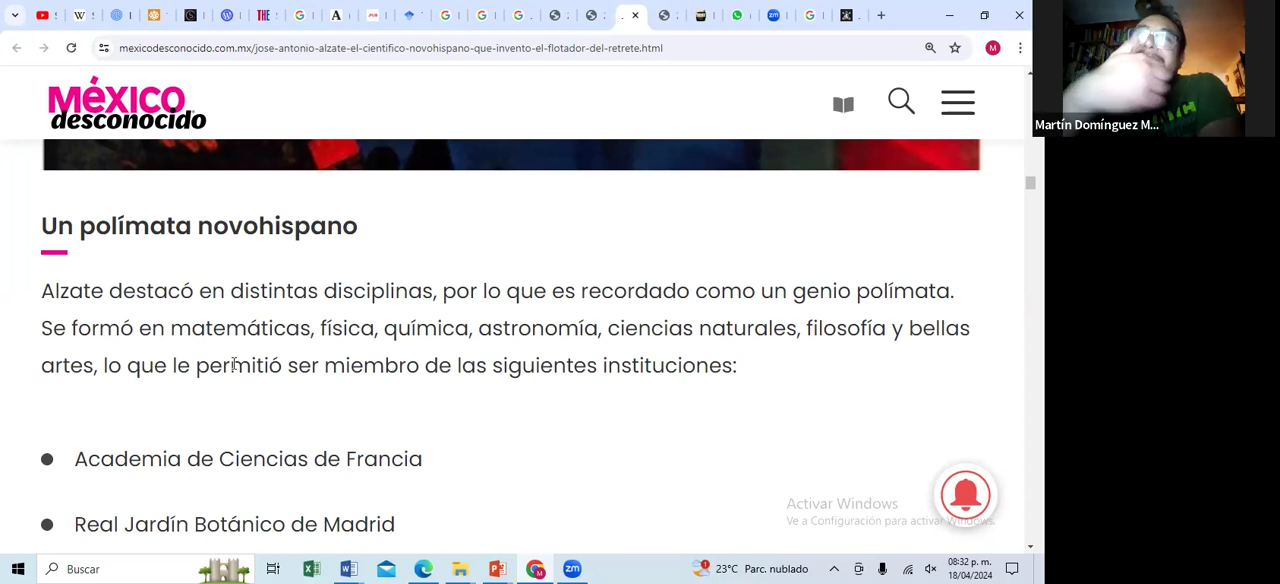 mexicodesconocido.com.mx/jose-antonio-alzate-el-cientifico-novohispano-que-invento-el-flotador-del-retrete.html
México
desconocido
Martín Domínguez M...
Un polímata novohispano
Alzate destacó en distintas disciplinas, por lo que es recordado como un genio polímata.
Se formó en matemáticas, física, química, astronomía, ciencias naturales, filosofía y bellas
artes, lo que le permitió ser miembro de las siguientes instituciones:
Academia de Ciencias de Francia
Real Jardín Botánico de Madrid
Activar Windows
Ve a Configuración para activar Windows.
Buscar
23°C Parc. nublado
08:32 p. m.
18/04/2024